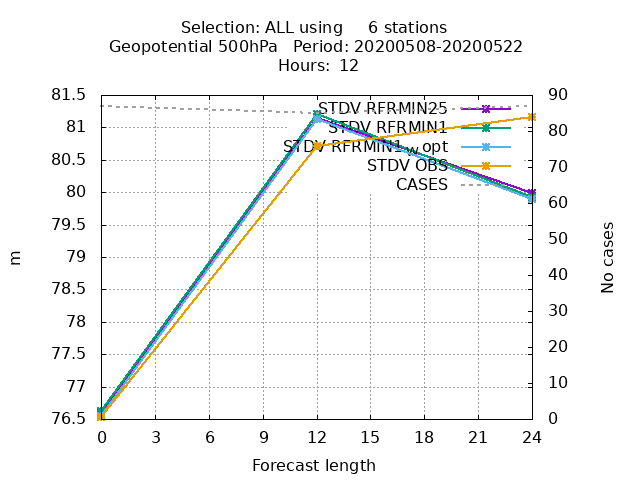 Selection: ALL using     6 stations
Geopotential 500hPa   Period: 20200508-20200522
Hours:  12
STDV RFRMIN25
STDV RFRMIN1
STDV RFRMIN1_wopt
STDV OBS
CASES
81.5
81
80.5
80
79.5
79
78.5
78
77.5
77
76.5
90
80
70
60
50
40
30
20
10
0
m
No cases
0 3 6 9 12 15 18 21 24
Forecast length